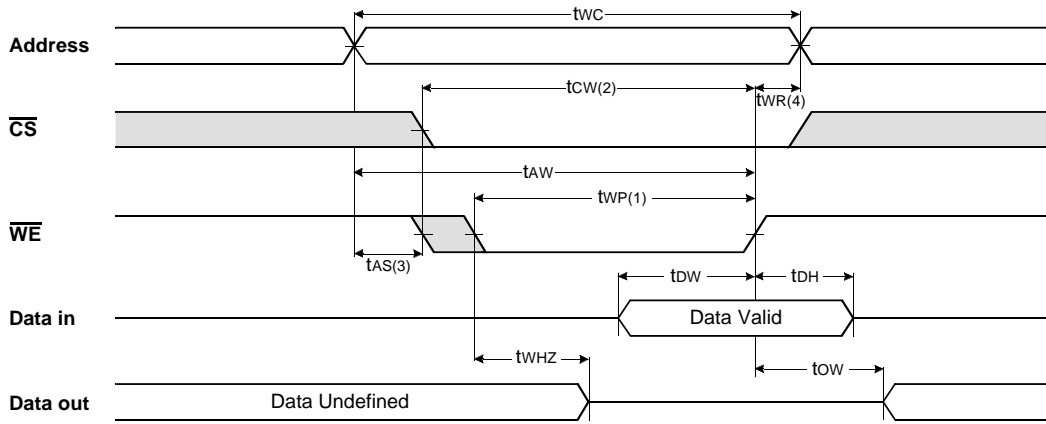 tWC
Address
tCW(2)
tWR(4)
CS
tAW
tWP(1)
WE
tAS(3)
tDW
tDH
Data in
Data Valid
tWHZ
tOW
Data out
Data Undefined